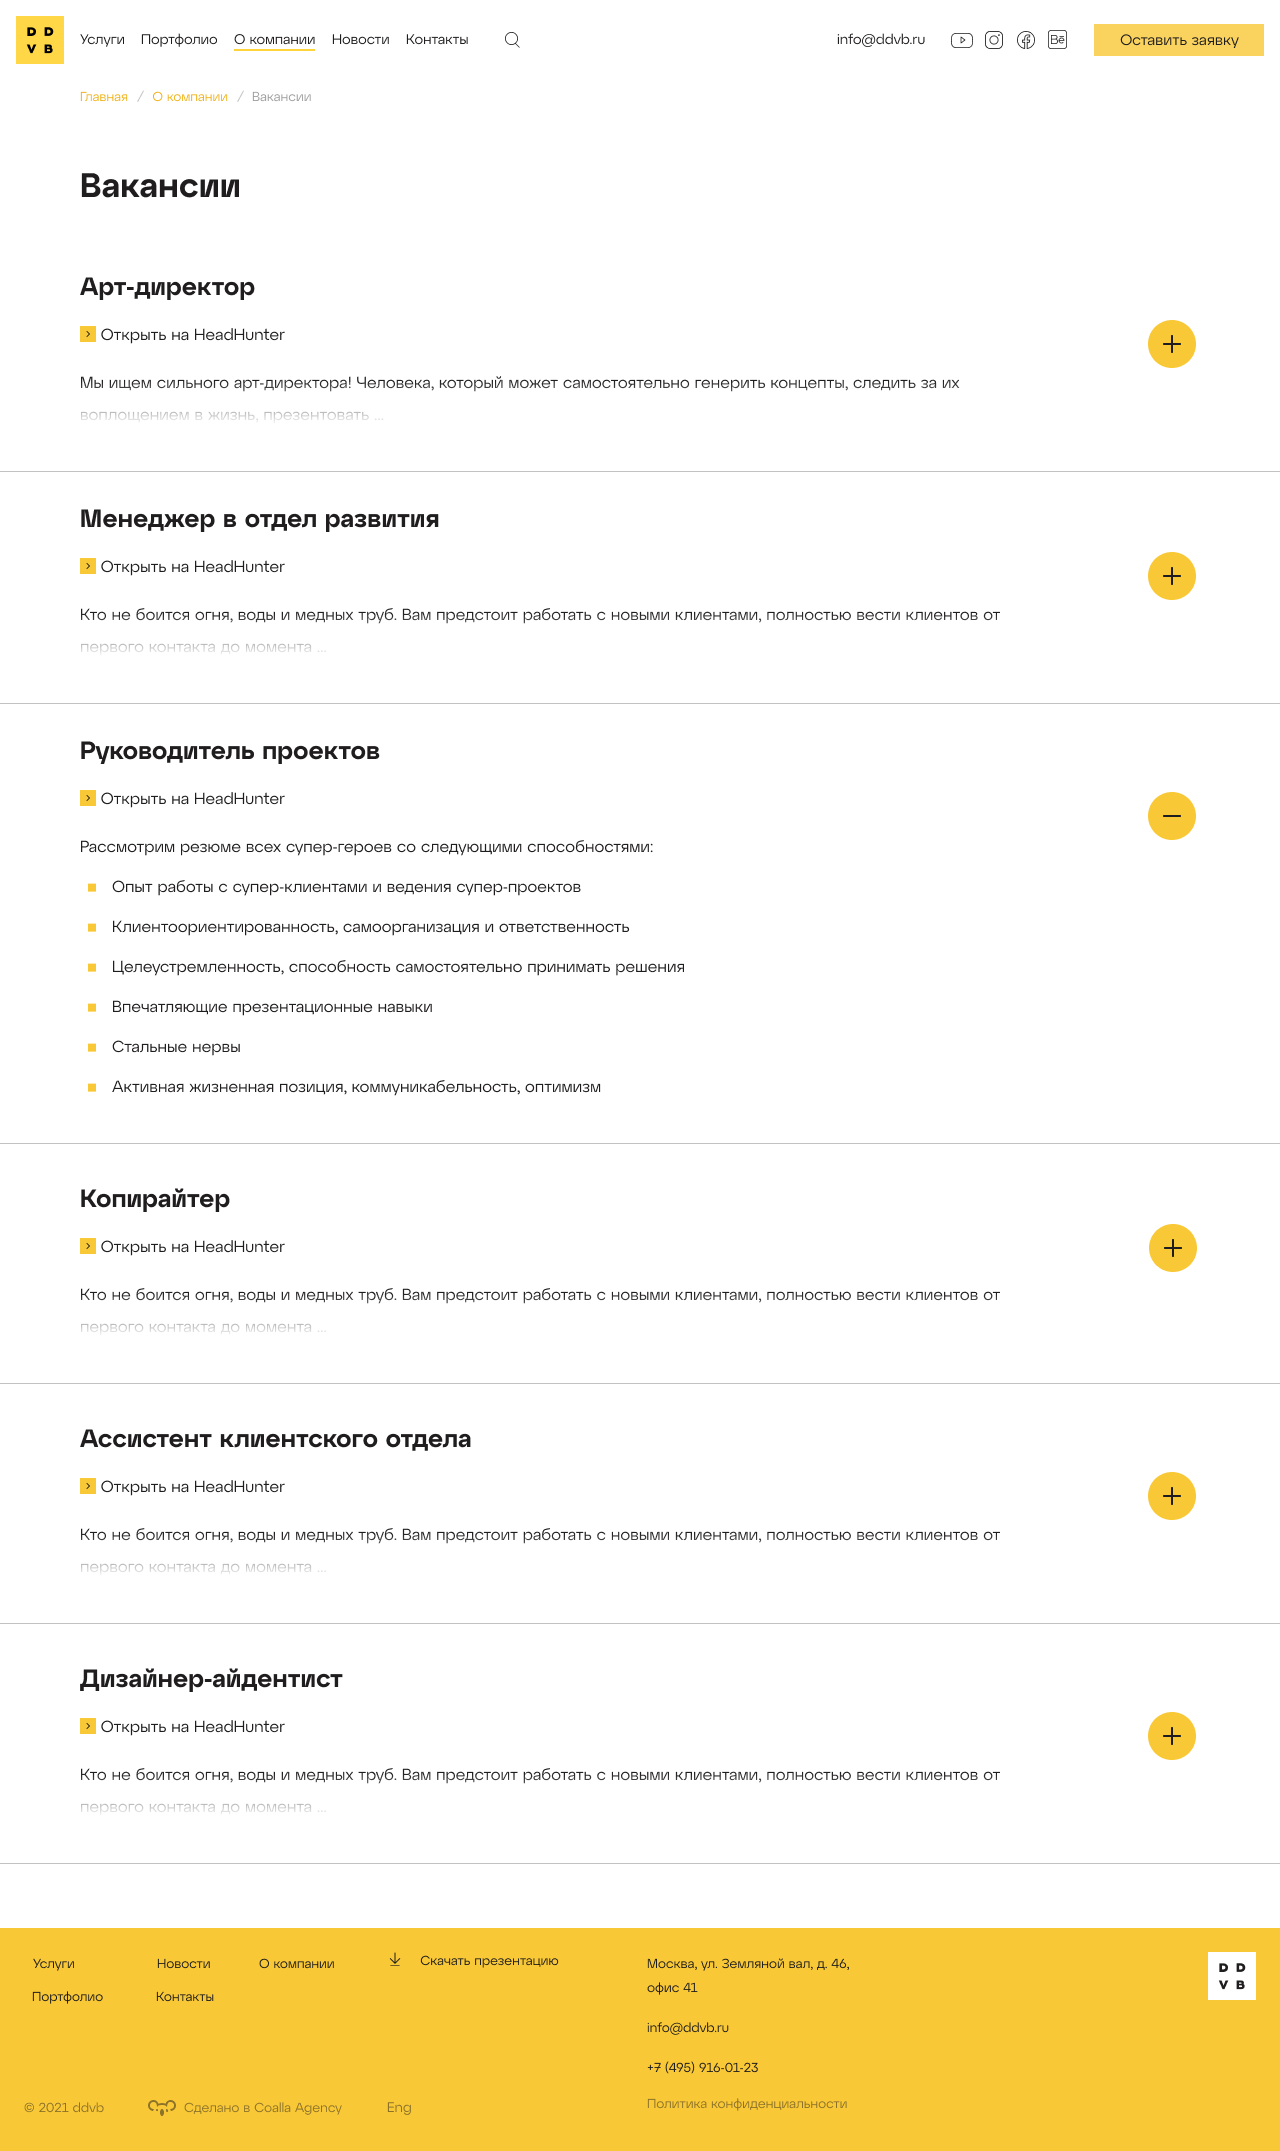 DD
VB
Услуги Портфолио О компании Новости Контакты info@ddvb.ru Bē Оставить заявку
Главная / О компании / Вакансии
Вакансии
Арт-директор
Открыть на HeadHunter
Мы ищем сильного арт-директора! Человека, который может самостоятельно генерить концепты, следить за их
воплощением в жизнь, презентовать ...
Менеджер в отдел развития
Открыть на HeadHunter
Кто не боится огня, воды и медных труб. Вам предстоит работать с новыми клиентами, полностью вести клиентов от
первого контакта до момента ...
Руководитель проектов
Открыть на HeadHunter
Рассмотрим резюме всех супер-героев со следующими способностями:
Опыт работы с супер-клиентами и ведения супер-проектов
Клиентоориентированность, самоорганизация и ответственность
Целеустремленность, способность самостоятельно принимать решения
Впечатляющие презентационные навыки
Стальные нервы
Активная жизненная позиция, коммуникабельность, оптимизм
Копирайтер
Открыть на HeadHunter
Кто не боится огня, воды и медных труб. Вам предстоит работать с новыми клиентами, полностью вести клиентов от
первого контакта до момента ...
Ассистент клиентского отдела
Открыть на HeadHunter
Кто не боится огня, воды и медных труб. Вам предстоит работать с новыми клиентами, полностью вести клиентов от
первого контакта до момента ...
Дизайнер-айдентист
Открыть на HeadHunter
Кто не боится огня, воды и медных труб. Вам предстоит работать с новыми клиентами, полностью вести клиентов от
первого контакта до момента ...
Услуги Новости О компании Скачать презентацию
Портфолио Контакты
Москва, ул. Земляной вал, д. 46,
офис 41
info@ddvb.ru
+7 (495) 916-01-23
Политика конфиденциальности
DD
VB
© 2021 ddvb Сделано в Coalla Agency Eng